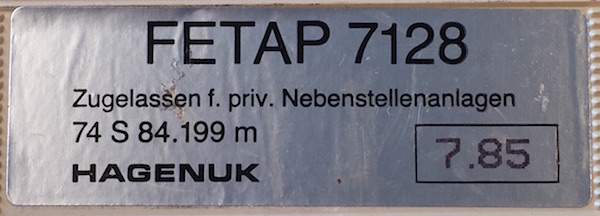 FETAP 7128
Zugelassen f. priv. Nebenstellenanlagen
74 S 84.199 m
HAGENUK
7.85